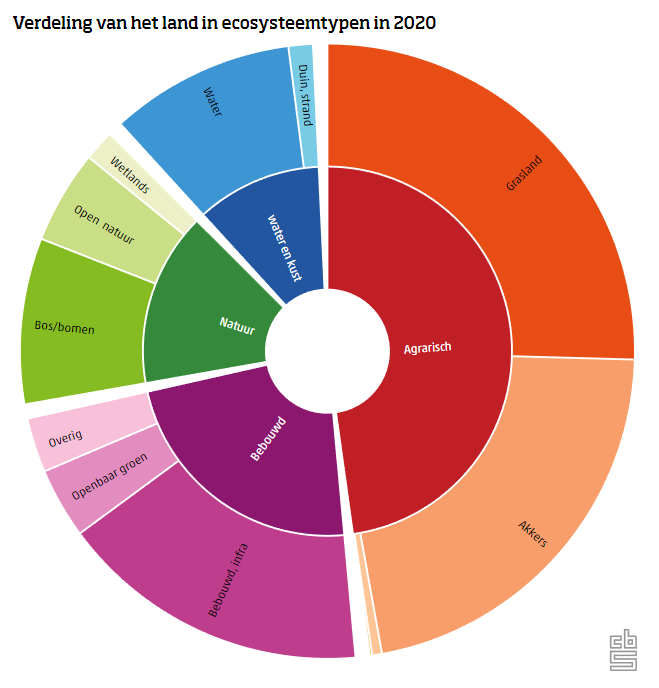 Verdeling van het land in ecosysteemtypen in 2020
Duin, strand
Water
Wetlands
Open natuur
Bos/bomen
Overig
Openbaar groen
Bebouwd, infra
Grasland
Akkers
water en kust
Natuur
Agrarisch
Bebouwd
cbs